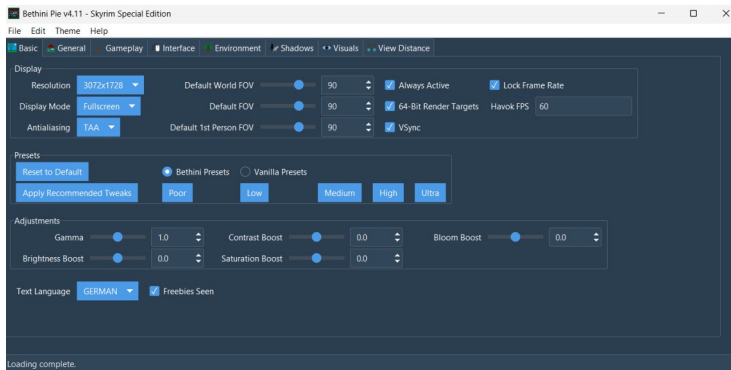 Bethini Pie v4.11 - Skyrim Special Edition
File Edit Theme Help
Basic General Gameplay Interface Environment Shadows Visuals View Distance
Display
Resolution 3072x1728 Default World FOV 90 Always Active Lock Frame Rate
Display Mode Fullscreen Default FOV 90 64-Bit Render Targets Havok FPS 60
Antialiasing TAA Default 1st Person FOV 90 VSync
Presets
Reset to Default Bethini Presets Vanilla Presets
Apply Recommended Tweaks Poor Low Medium High Ultra
Adjustments
Gamma 1.0 Contrast Boost 0.0 Bloom Boost 0.0
Brightness Boost 0.0 Saturation Boost 0.0
Text Language GERMAN Freebies Seen
Loading complete.